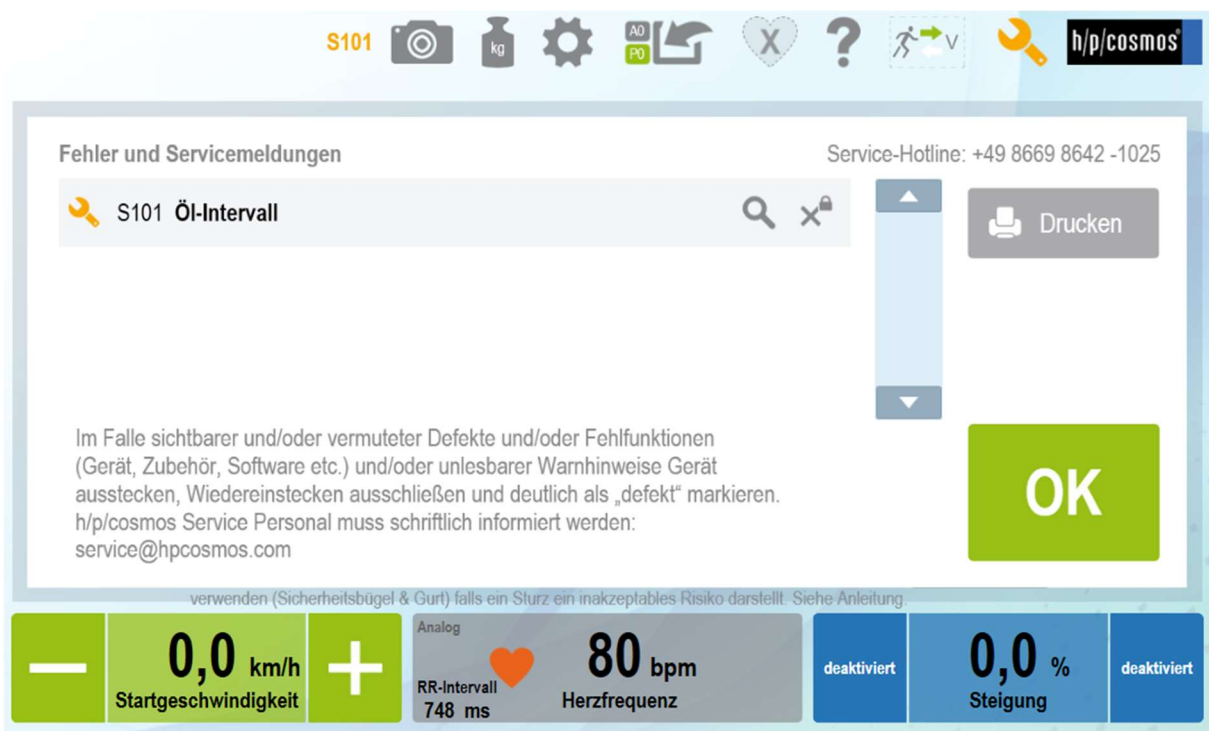 S101
kg
A0
P0
X
?
V
h/p/cosmos®
Fehler und Servicemeldungen
Service-Hotline: +49 8669 8642 -1025
S101 Öl-Intervall
Drucken
Im Falle sichtbarer und/oder vermuteter Defekte und/oder Fehlfunktionen
(Gerät, Zubehör, Software etc.) und/oder unlesbarer Warnhinweise Gerät
ausstecken, Wiedereinstecken ausschließen und deutlich als „defekt“ markieren.
h/p/cosmos Service Personal muss schriftlich informiert werden:
service@hpcosmos.com
OK
verwenden (Sicherheitsbügel & Gurt) falls ein Sturz ein inakzeptables Risiko darstellt. Siehe Anleitung.
0,0 km/h
Startgeschwindigkeit
Analog
RR-Intervall
748 ms
80 bpm
Herzfrequenz
deaktiviert
0,0 %
Steigung
deaktiviert